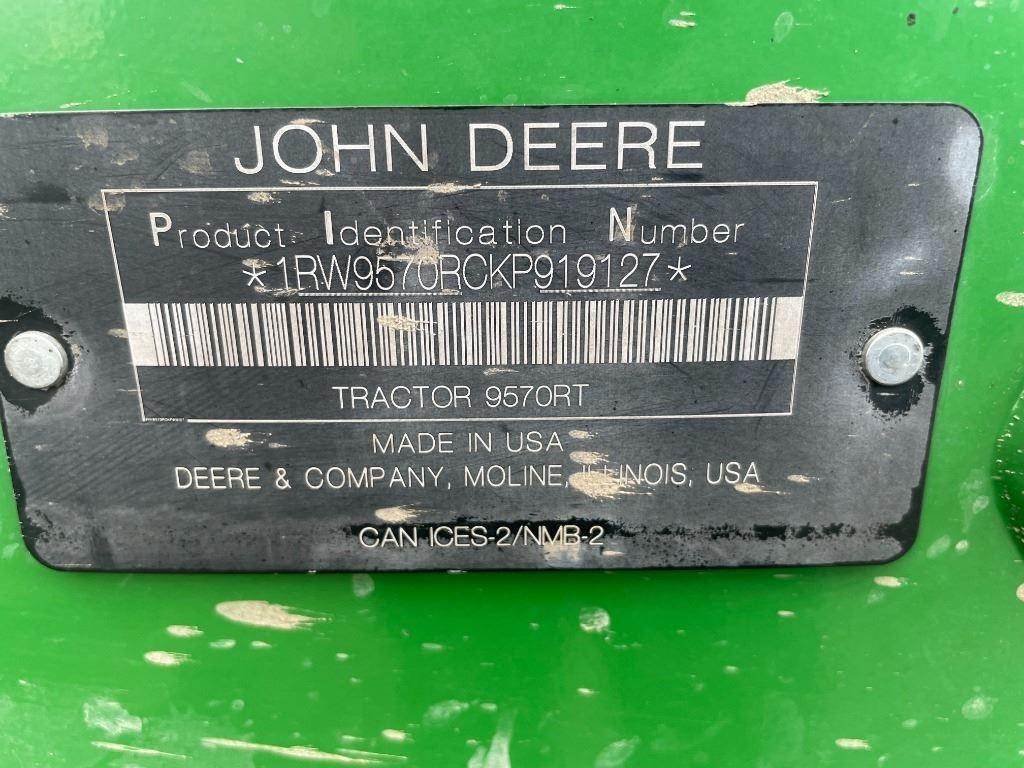 JOHN DEERE
Product Identification Number
*1RW9570RCKP919127*
TRACTOR 9570RT
MADE IN USA
DEERE & COMPANY, MOLINE, ILLINOIS, USA
CAN ICES-2/NMB-2